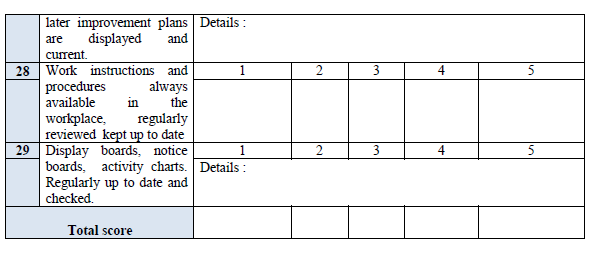 later improvement plans Details :
are displayed and
current.
28 Work instructions and 1 2 3 4 5
procedures always
available in the
workplace, regularly
reviewed kept up to date
29 Display boards, notice 1 2 3 4 5
boards, activity charts. Details :
Regularly up to date and
checked.
Total score